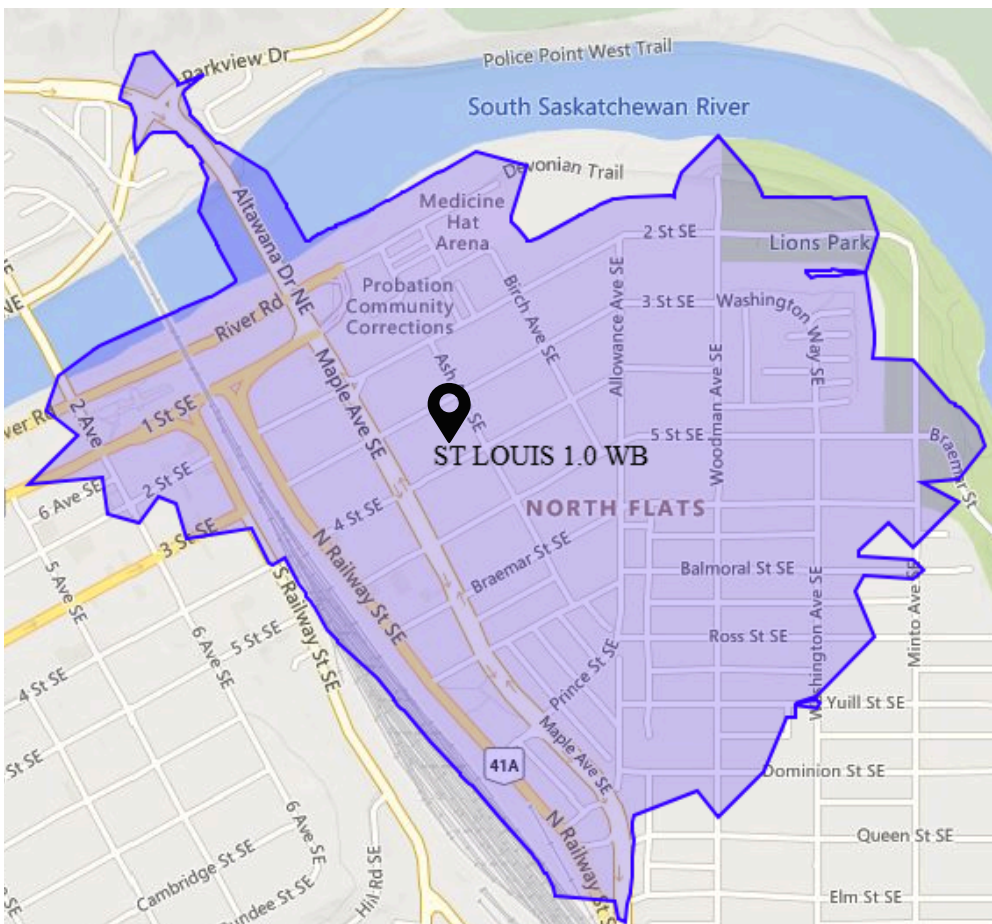 Parkview Dr
Police Point West Trail
South Saskatchewan River
Devonian Trail
Altawana Dr NE
Medicine
Hat
Arena
2 St SE
Lions Park
NE
Probation
Community
Corrections
River Rd
Birch Ave SE
Allowance Ave SE
3 St SE
Washington
Way SE
Maple Ave SE
Woodman Ave SE
2 Ave
1 St SE
ST LOUIS 1.0 WB
5 St SE
Braemar St
6 Ave SE
2 St SE
4 St SE
NORTH FLATS
3 St SE
N Railway St SE
Braemar St SE
Balmoral St SE
5 Ave SE
6 Ave SE
5 St SE
S Railway St SE
Washington Ave SE
Minto Ave SE
Ross St SE
4 St SE
Prince St SE
Yuill St SE
Maple Ave SE
41A
Dominion St SE
St SE
6 Ave SE
N Railway St S
Queen St SE
Cambridge St SE
Hill Rd SE
Elm St SE